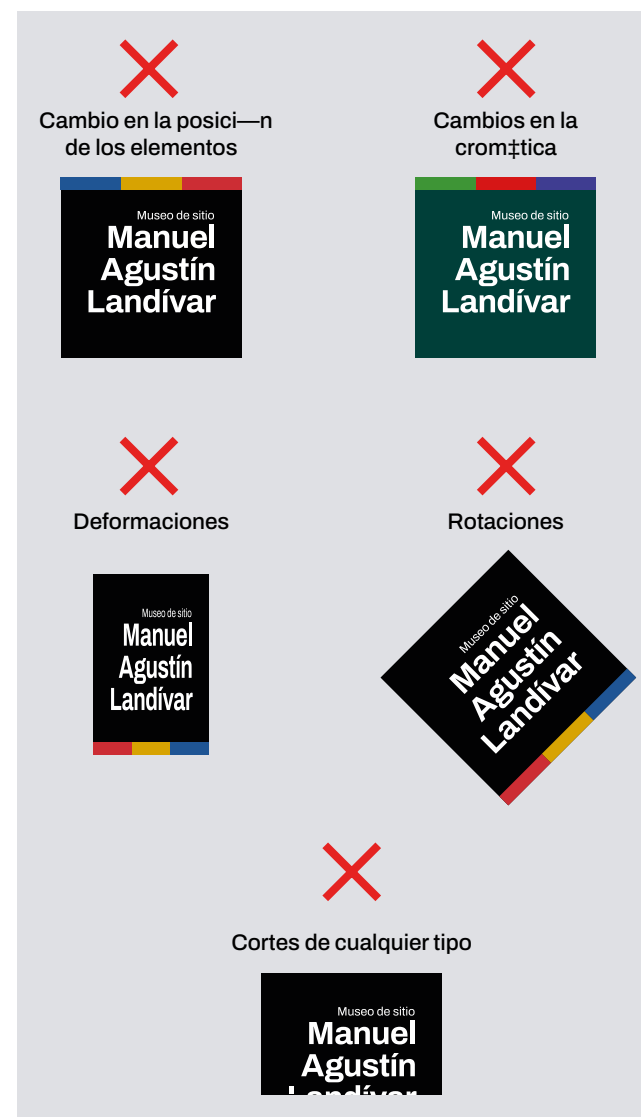 Cambio en la posici—n
de los elementos
Museo de sitio
Manuel
Agustín
Landívar
Cambios en la
crom‡tica
Museo de sitio
Manuel
Agustín
Landívar
Deformaciones
Museo de sitio
Manuel
Agustín
Landívar
Rotaciones
Museo de sitio
Manuel
Agustín
Landívar
Cortes de cualquier tipo
Museo de sitio
Manuel
Agustín
Landívar